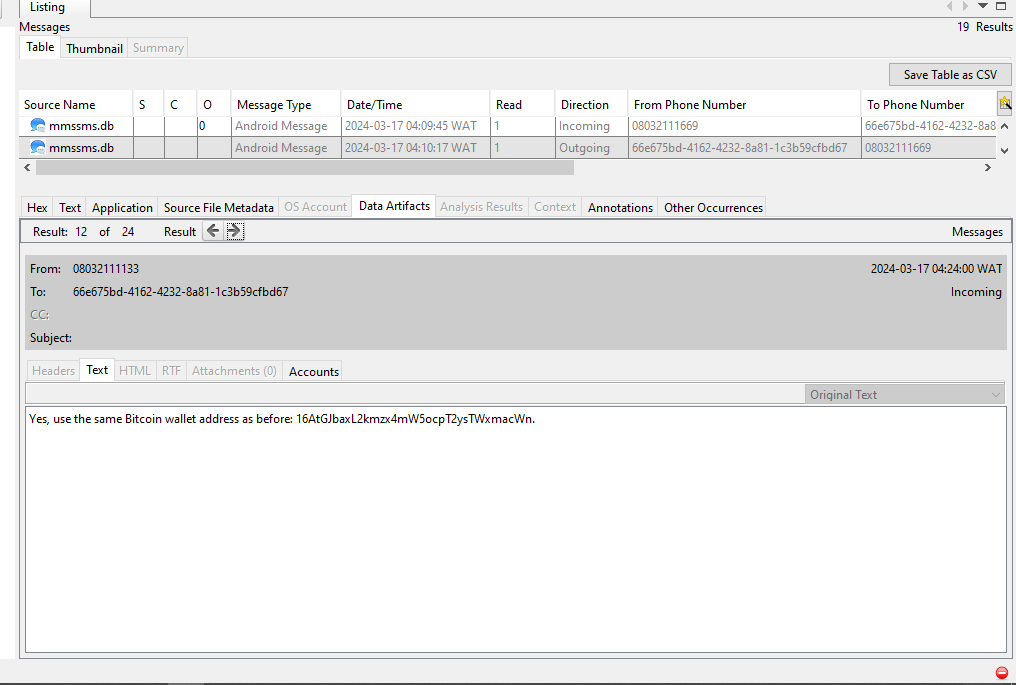 Listing
Messages 19 Results
Table Thumbnail Summary
Save Table as CSV
Source Name S C O Message Type Date/Time Read Direction From Phone Number To Phone Number
mmssms.db 0 Android Message 2024-03-17 04:09:45 WAT 1 Incoming 08032111669 66e675bd-4162-4232-8a8
mmssms.db Android Message 2024-03-17 04:10:17 WAT 1 Outgoing 66e675bd-4162-4232-8a81-1c3b59cfbd67 08032111669
Hex Text Application Source File Metadata OS Account Data Artifacts Analysis Results Context Annotations Other Occurrences
Result: 12 of 24 Result Messages
From: 08032111133 2024-03-17 04:24:00 WAT
To: 66e675bd-4162-4232-8a81-1c3b59cfbd67 Incoming
CC:
Subject:
Headers Text HTML RTF Attachments (0) Accounts
Original Text
Yes, use the same Bitcoin wallet address as before: 16AtGJbaxL2kmzx4mW5ocpT2ysTWxmacWn.